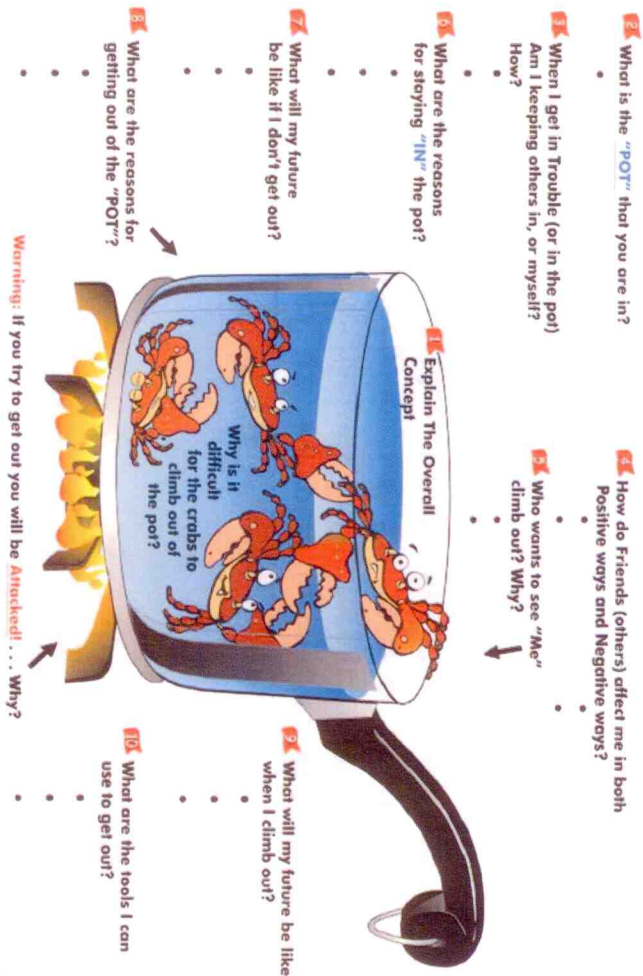 2 What is the "POT" that you are in?
3 When I get in Trouble (or in the pot)
Am I keeping others in, or myself?
How?
6 What are the reasons
for staying "IN" the pot?
7 What will my future
be like if I don't get out?
8 What are the reasons for
getting out of the "POT"?
1 Explain The Overall
Concept
Why is it
difficult
for the crabs to
climb out of
the pot?
4 How do Friends (others) affect me in both
Positive ways and Negative ways?
5 Who wants to see "Me"
climb out? Why?
9 What will my future be like
when I climb out?
10 What are the tools I can
use to get out?
Warning: If you try to get out you will be Attacked! . . . Why?